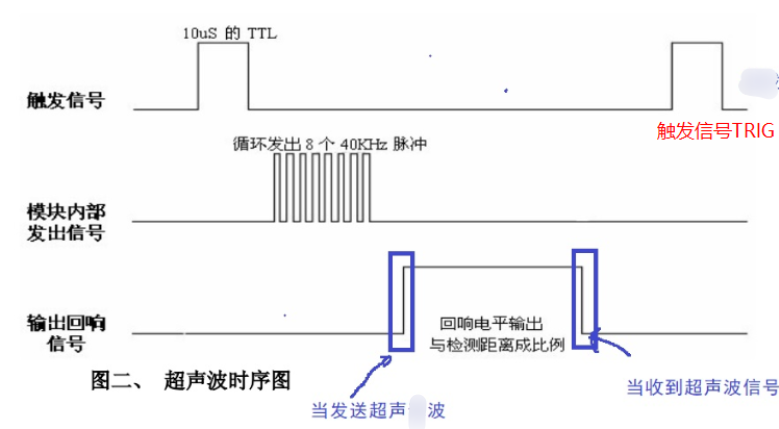 10uS 的 TTL
触发信号
触发信号TRIG
循环发出 8 个 40KHz 脉冲
模块内部
发出信号
输出回响
信号
回响电平输出
与检测距离成比例
图二、 超声波时序图
当发送超声 波
当收到超声波信号